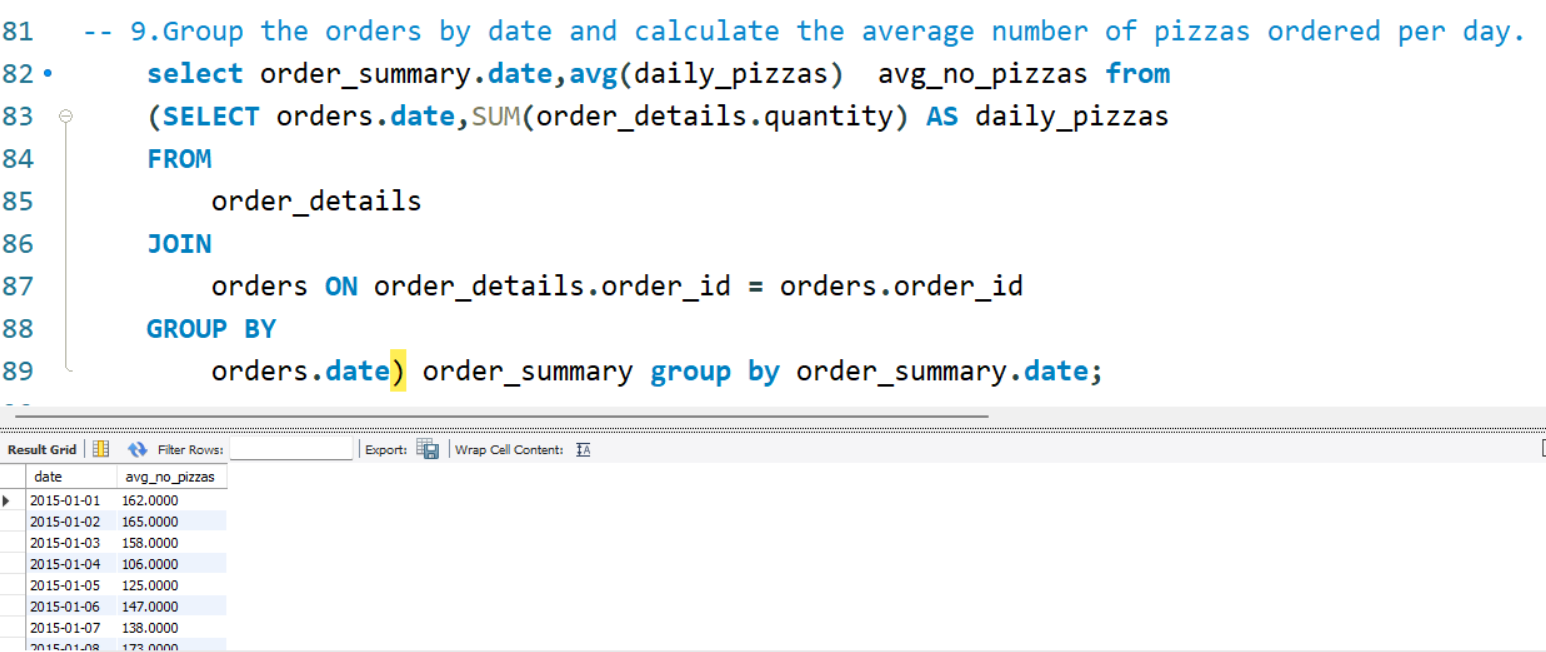 81 -- 9.Group the orders by date and calculate the average number of pizzas ordered per day.
82 select order_summary.date,avg(daily_pizzas)  avg_no_pizzas from
83 (SELECT orders.date,SUM(order_details.quantity) AS daily_pizzas
84 FROM
85 order_details
86 JOIN
87 orders ON order_details.order_id = orders.order_id
88 GROUP BY
89 orders.date) order_summary group by order_summary.date;
Result Grid Filter Rows: Export: Wrap Cell Content:
date avg_no_pizzas
2015-01-01 162.0000
2015-01-02 165.0000
2015-01-03 158.0000
2015-01-04 106.0000
2015-01-05 125.0000
2015-01-06 147.0000
2015-01-07 138.0000
2015-01-08 173.0000